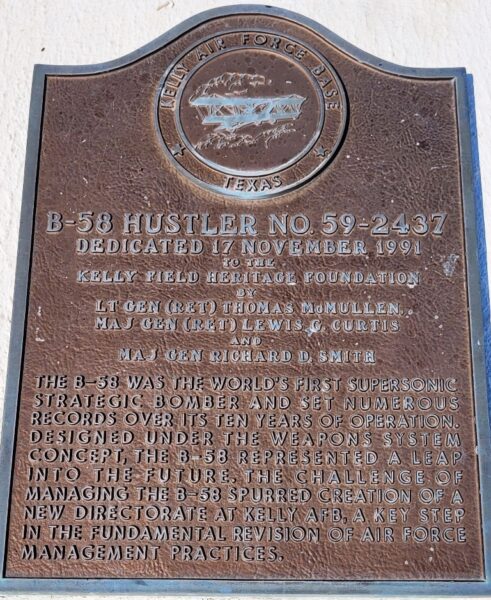 KELLY AIR FORCE BASE
TEXAS
B-58 HUSTLER NO. 59-2437
DEDICATED 17 NOVEMBER 1991
TO THE
KELLY FIELD HERITAGE FOUNDATION
BY
LT GEN (RET) THOMAS McMULLEN,
MAJ GEN (RET) LEWIS G. CURTIS
AND
MAJ GEN RICHARD D. SMITH
THE B-58 WAS THE WORLD'S FIRST SUPERSONIC
STRATEGIC BOMBER AND SET NUMEROUS
RECORDS OVER ITS TEN YEARS OF OPERATION.
DESIGNED UNDER THE WEAPONS SYSTEM
CONCEPT, THE B-58 REPRESENTED A LEAP
INTO THE FUTURE. THE CHALLENGE OF
MANAGING THE B-58 SPURRED CREATION OF A
NEW DIRECTORATE AT KELLY AFB, A KEY STEP
IN THE FUNDAMENTAL REVISION OF AIR FORCE
MANAGEMENT PRACTICES.